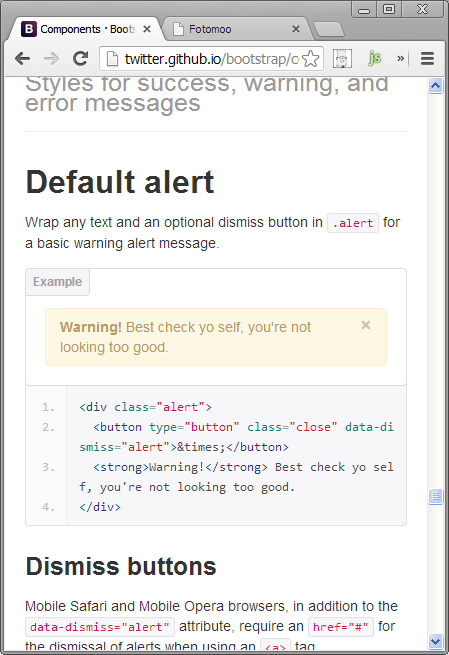 Components · Boots
Fotomoo
twitter.github.io/bootstrap/c
js
»
Styles for success, warning, and
error messages
Default alert
Wrap any text and an optional dismiss button in .alert for
a basic warning alert message.
Example
Warning! Best check yo self, you're not ×
looking too good.
1. <div class="alert">
2. <button type="button" class="close" data-di
smiss="alert">&times;</button>
3. <strong>Warning!</strong> Best check yo sel
f, you're not looking too good.
4. </div>
Dismiss buttons
Mobile Safari and Mobile Opera browsers, in addition to the
data-dismiss="alert" attribute, require an href="#" for
the dismissal of alerts when using an <a> tag.